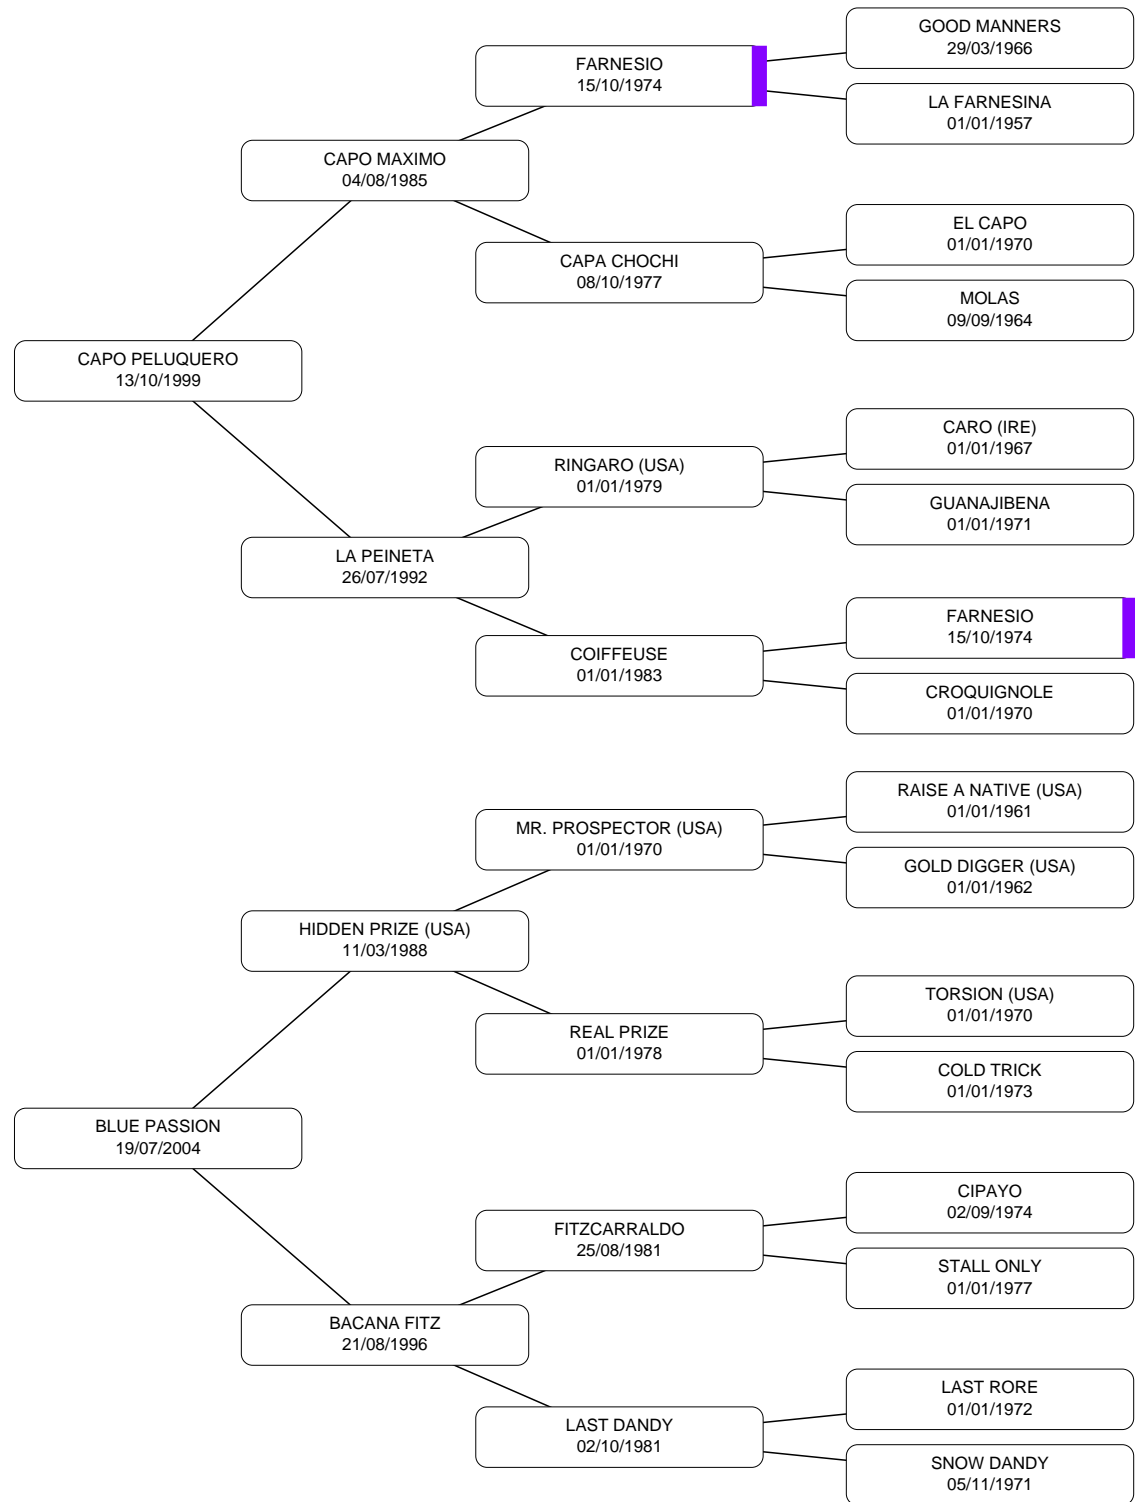 GOOD MANNERS
29/03/1966
FARNESIO
15/10/1974
LA FARNESINA
01/01/1957
CAPO MAXIMO
04/08/1985
EL CAPO
01/01/1970
CAPA CHOCHI
08/10/1977
MOLAS
09/09/1964
CAPO PELUQUERO
13/10/1999
CARO (IRE)
01/01/1967
RINGARO (USA)
01/01/1979
GUANAJIBENA
01/01/1971
LA PEINETA
26/07/1992
FARNESIO
15/10/1974
COIFFEUSE
01/01/1983
CROQUIGNOLE
01/01/1970
RAISE A NATIVE (USA)
01/01/1961
MR. PROSPECTOR (USA)
01/01/1970
GOLD DIGGER (USA)
01/01/1962
HIDDEN PRIZE (USA)
11/03/1988
TORSION (USA)
01/01/1970
REAL PRIZE
01/01/1978
COLD TRICK
01/01/1973
BLUE PASSION
19/07/2004
CIPAYO
02/09/1974
FITZCARRALDO
25/08/1981
STALL ONLY
01/01/1977
BACANA FITZ
21/08/1996
LAST RORE
01/01/1972
LAST DANDY
02/10/1981
SNOW DANDY
05/11/1971